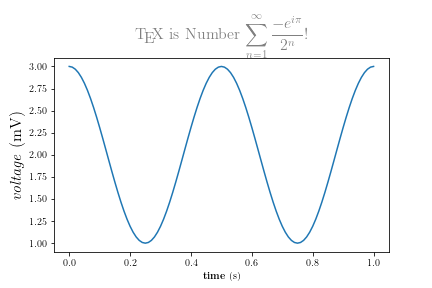 TEX is Number ∑_{n=1}^{∞} −e^{iπ}/2^n!
voltage (mV)
3.00
2.75
2.50
2.25
2.00
1.75
1.50
1.25
1.00
0.0 0.2 0.4 0.6 0.8 1.0
time (s)